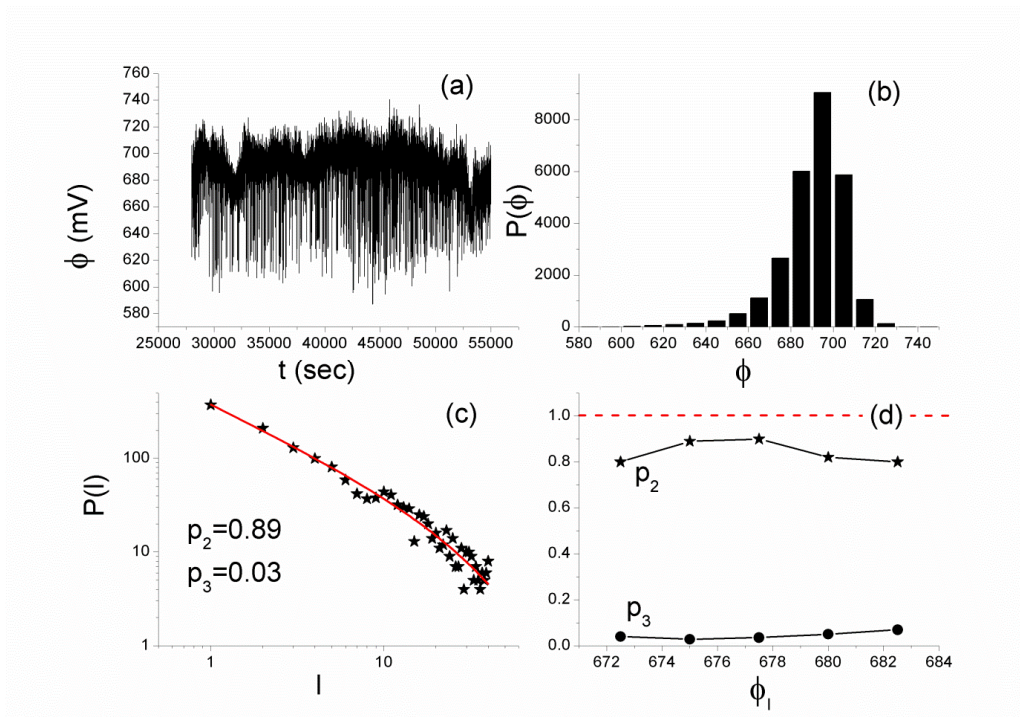 (a)
760
740
720
700
680
660
640
620
600
580
ϕ (mV)
25000 30000 35000 40000 45000 50000 55000
t (sec)
(b)
8000
6000
4000
2000
0
P(ϕ)
580 600 620 640 660 680 700 720 740
ϕ
(c)
100
10
1
P(l)
p2=0.89
p3=0.03
1 10
l
(d)
1.0
0.8
0.6
0.4
0.2
0.0
p2
p3
672 674 676 678 680 682 684
ϕl